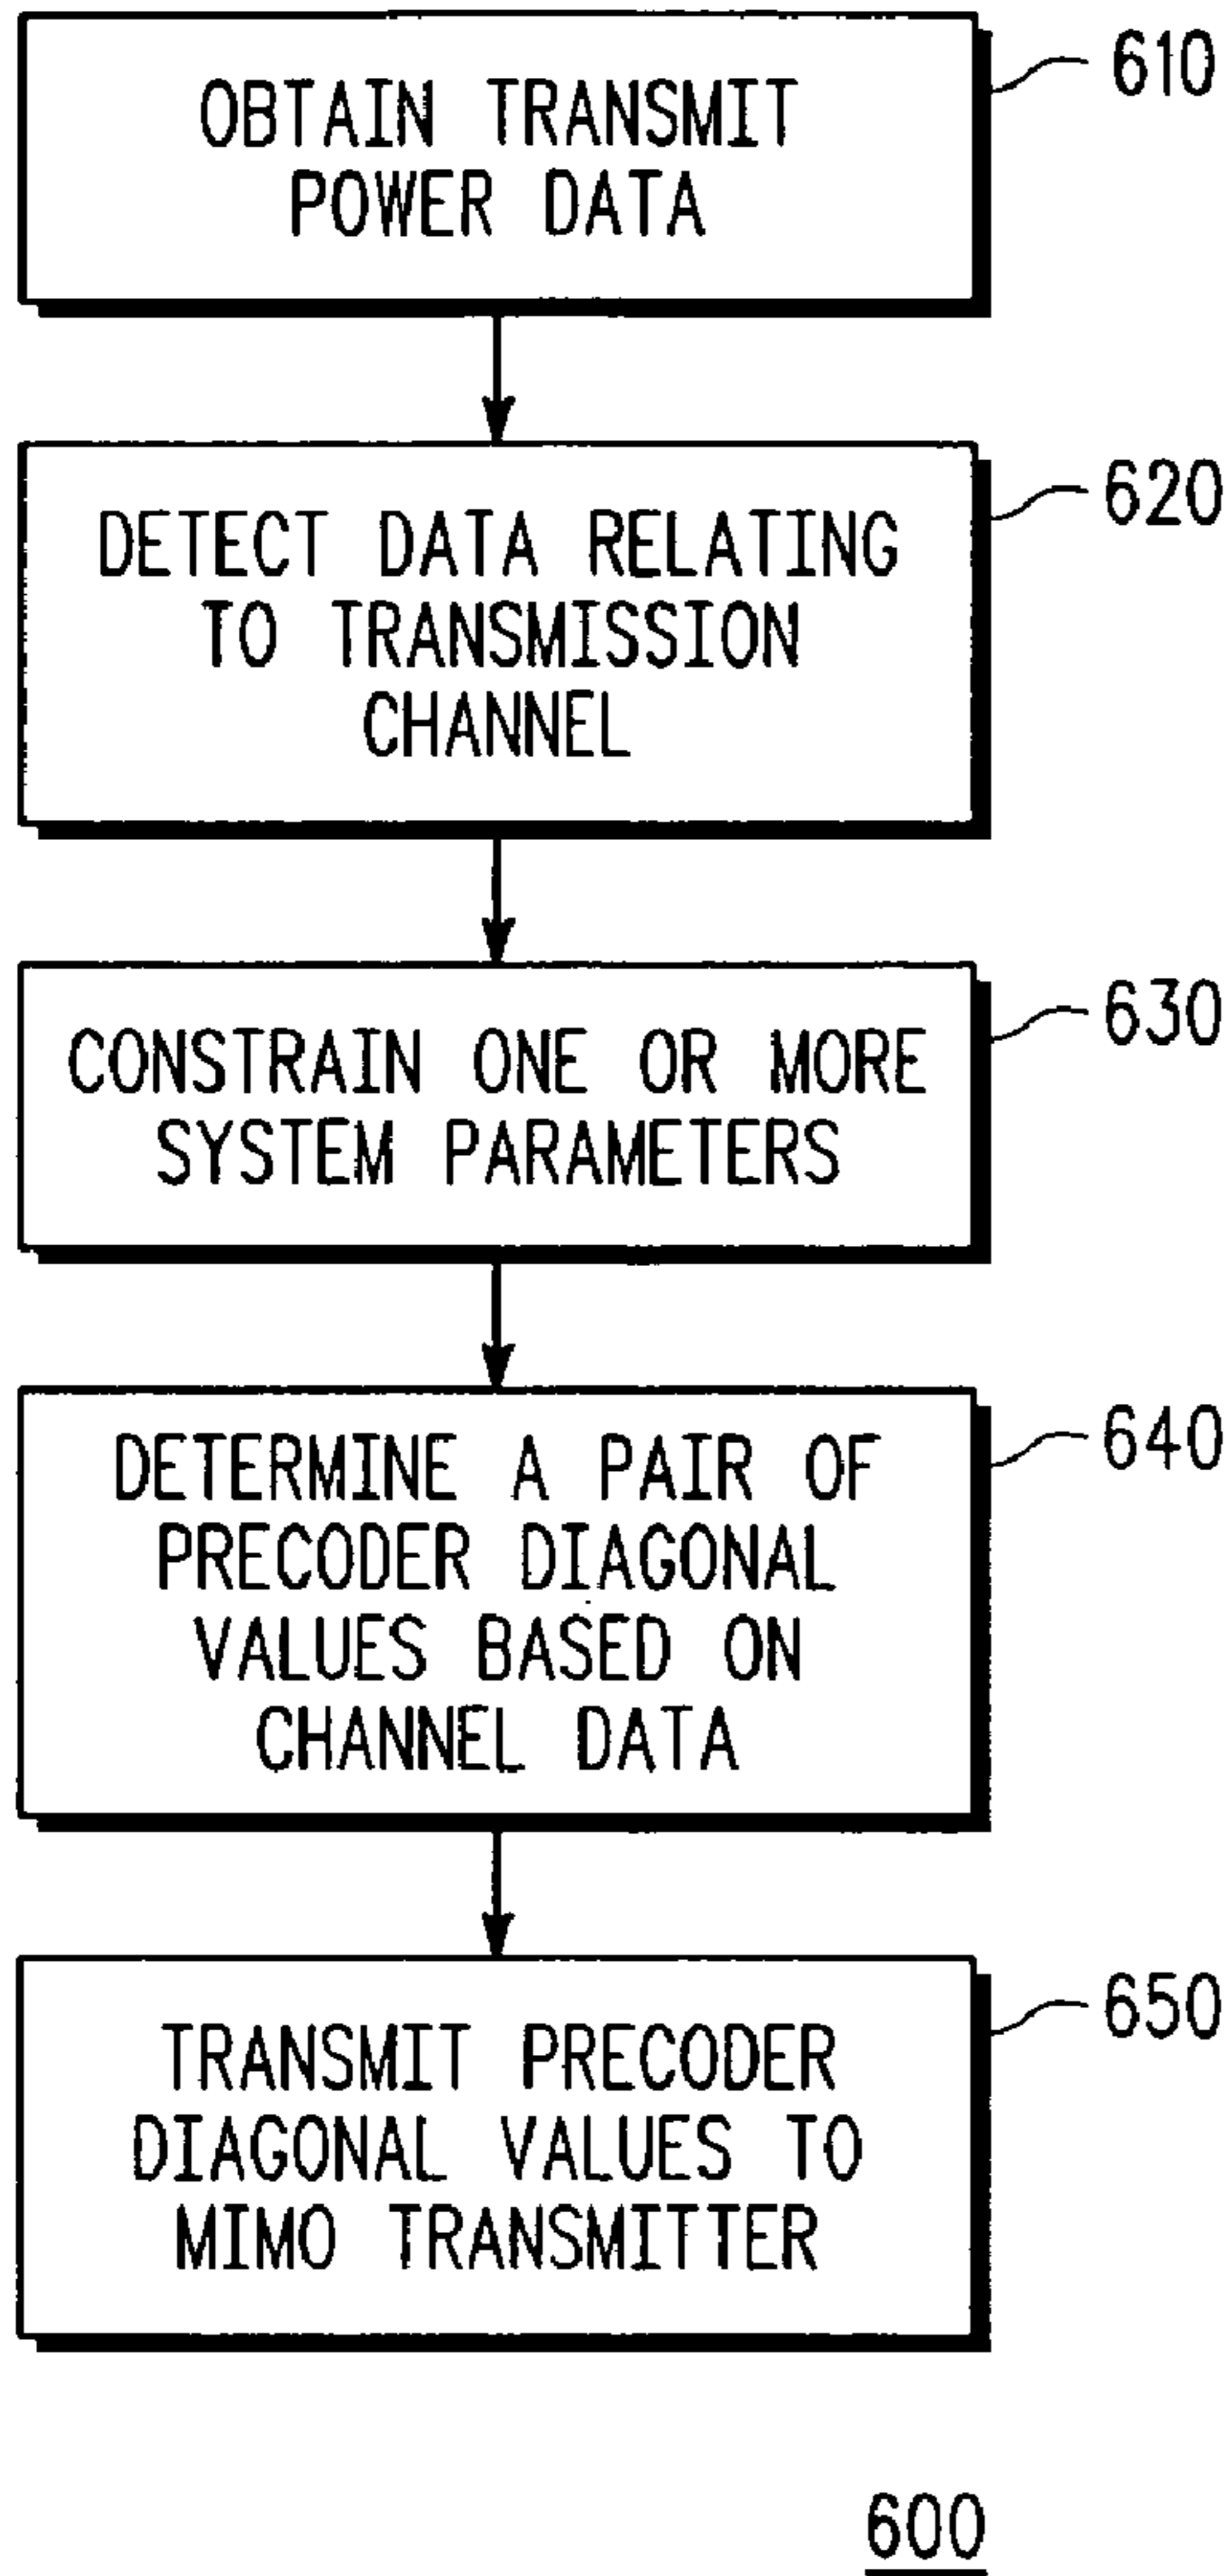 OBTAIN TRANSMIT
POWER DATA
610
DETECT DATA RELATING
TO TRANSMISSION
CHANNEL
620
CONSTRAIN ONE OR MORE
SYSTEM PARAMETERS
630
DETERMINE A PAIR OF
PRECODER DIAGONAL
VALUES BASED ON
CHANNEL DATA
640
TRANSMIT PRECODER
DIAGONAL VALUES TO
MIMO TRANSMITTER
650
600